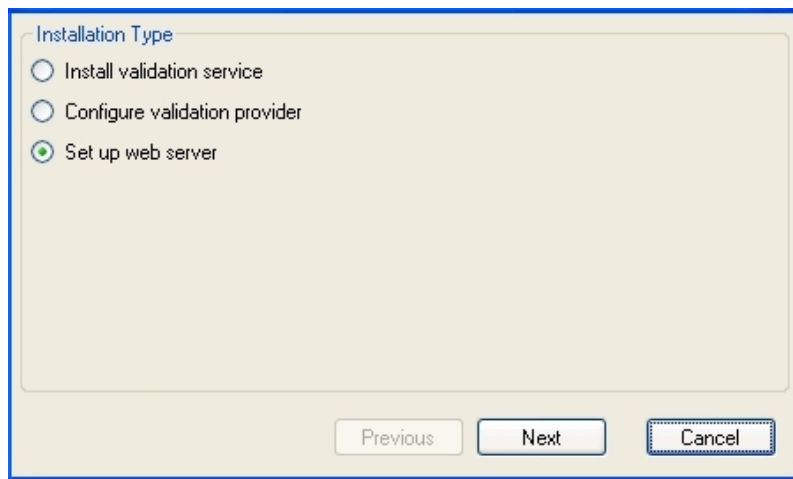 Installation Type
Install validation service
Configure validation provider
Set up web server
Previous Next Cancel